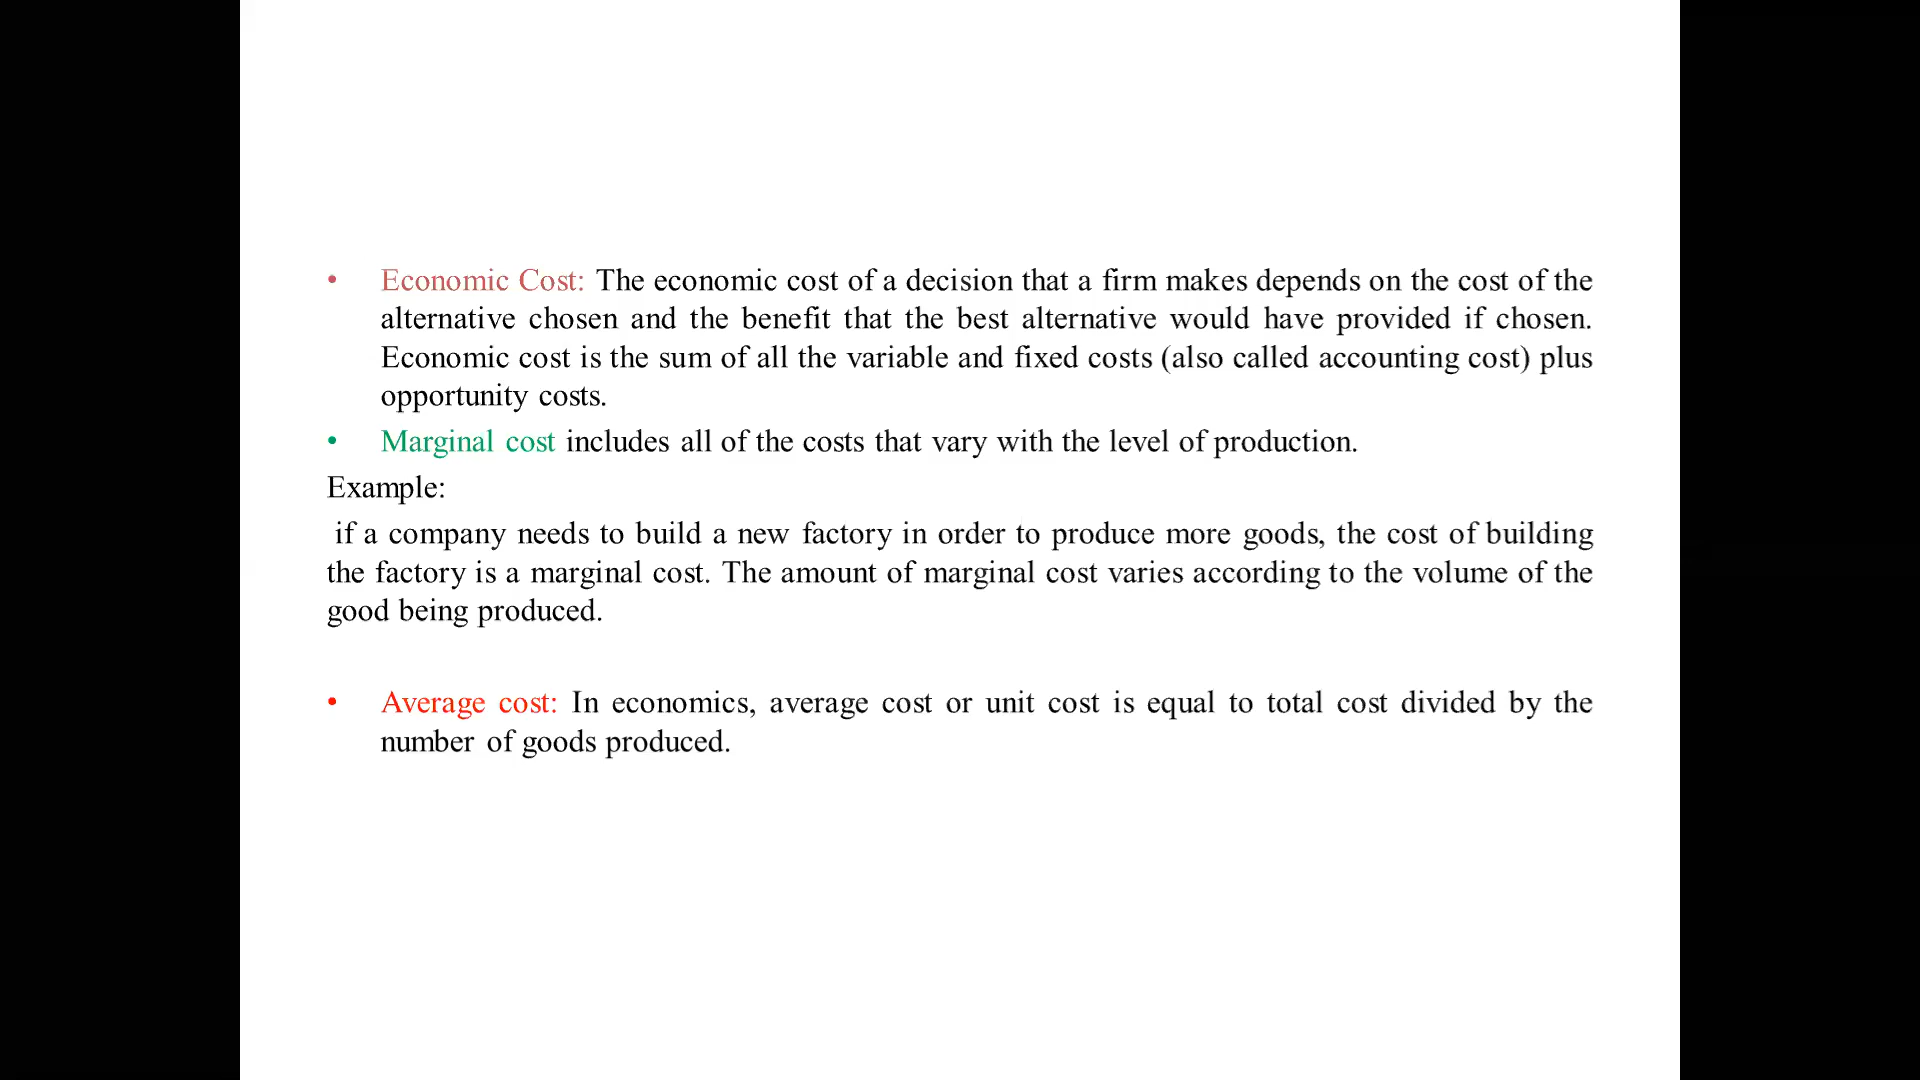 • Economic Cost: The economic cost of a decision that a firm makes depends on the cost of the
alternative chosen and the benefit that the best alternative would have provided if chosen.
Economic cost is the sum of all the variable and fixed costs (also called accounting cost) plus
opportunity costs.
• Marginal cost includes all of the costs that vary with the level of production.
Example:
if a company needs to build a new factory in order to produce more goods, the cost of building
the factory is a marginal cost. The amount of marginal cost varies according to the volume of the
good being produced.
• Average cost: In economics, average cost or unit cost is equal to total cost divided by the
number of goods produced.